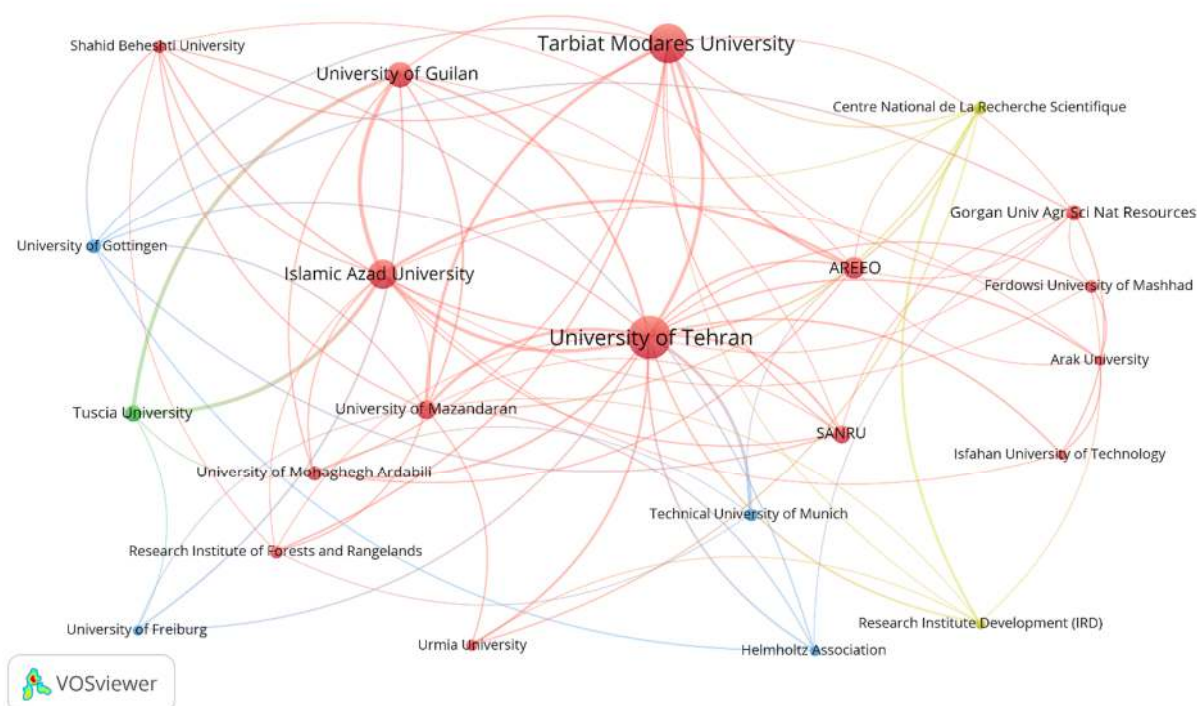 Tarbiat Modares University
Shahid Beheshti University
University of Guilan
Centre National de La Recherche Scientifique
Gorgan Univ Agr Sci Nat Resources
University of Gottingen
Islamic Azad University
AREEO
Ferdowsi University of Mashhad
University of Tehran
Arak University
Tuscia University
University of Mazandaran
SANRU
Isfahan University of Technology
University of Mohaghegh Ardabili
Technical University of Munich
Research Institute of Forests and Rangelands
University of Freiburg
Research Institute Development (IRD)
Urmia University
Helmholtz Association
VOSviewer